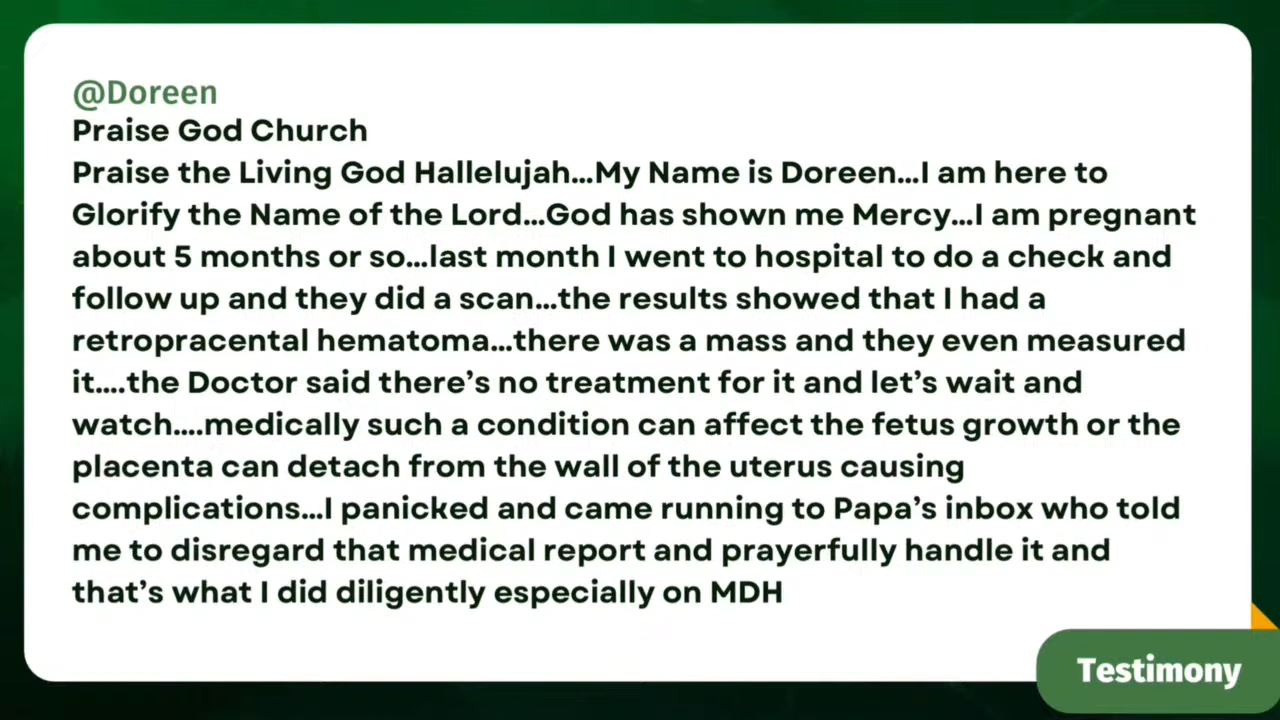 @Doreen
Praise God Church
Praise the Living God Hallelujah...My Name is Doreen...I am here to
Glorify the Name of the Lord...God has shown me Mercy...I am pregnant
about 5 months or so...last month I went to hospital to do a check and
follow up and they did a scan...the results showed that I had a
retropracental hematoma...there was a mass and they even measured
it....the Doctor said there’s no treatment for it and let’s wait and
watch....medically such a condition can affect the fetus growth or the
placenta can detach from the wall of the uterus causing
complications...I panicked and came running to Papa’s inbox who told
me to disregard that medical report and prayerfully handle it and
that’s what I did diligently especially on MDH
Testimony